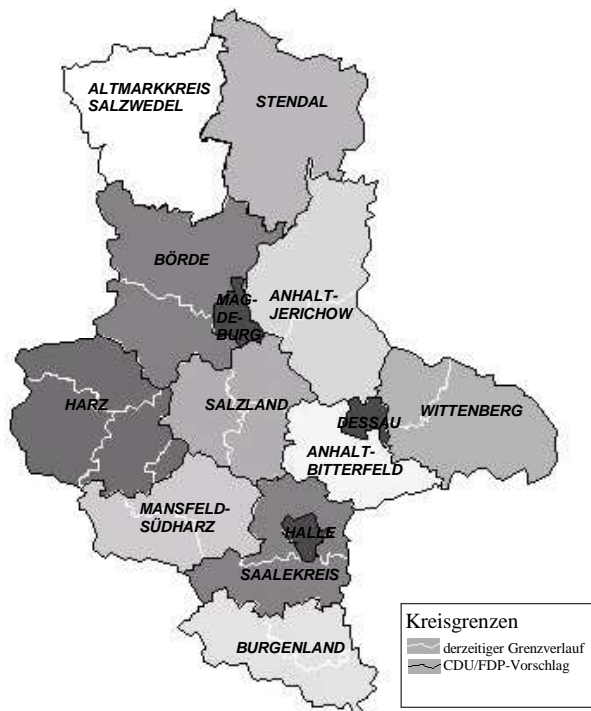 ALTMARKKREIS
SALZWEDEL
STENDAL
BÖRDE
MAG-
DE-
BURG
ANHALT-
JERICHOW
HARZ
SALZLAND
DESSAU
WITTENBERG
ANHALT-
BITTERFELD
MANSFELD-
SÜDHARZ
HALLE
SAALEKREIS
BURGENLAND
Kreisgrenzen
derzeitiger Grenzverlauf
CDU/FDP-Vorschlag